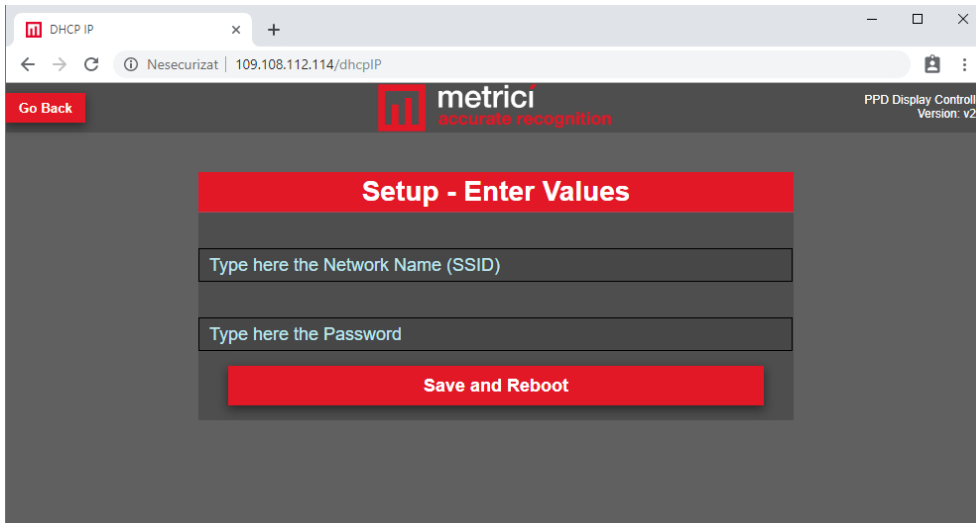 DHCP IP
Nesecurizat | 109.108.112.114/dhcpIP
Go Back
metrici
accurate recognition
PPD Display Controll
Version: v2
Setup - Enter Values
Type here the Network Name (SSID)
Type here the Password
Save and Reboot